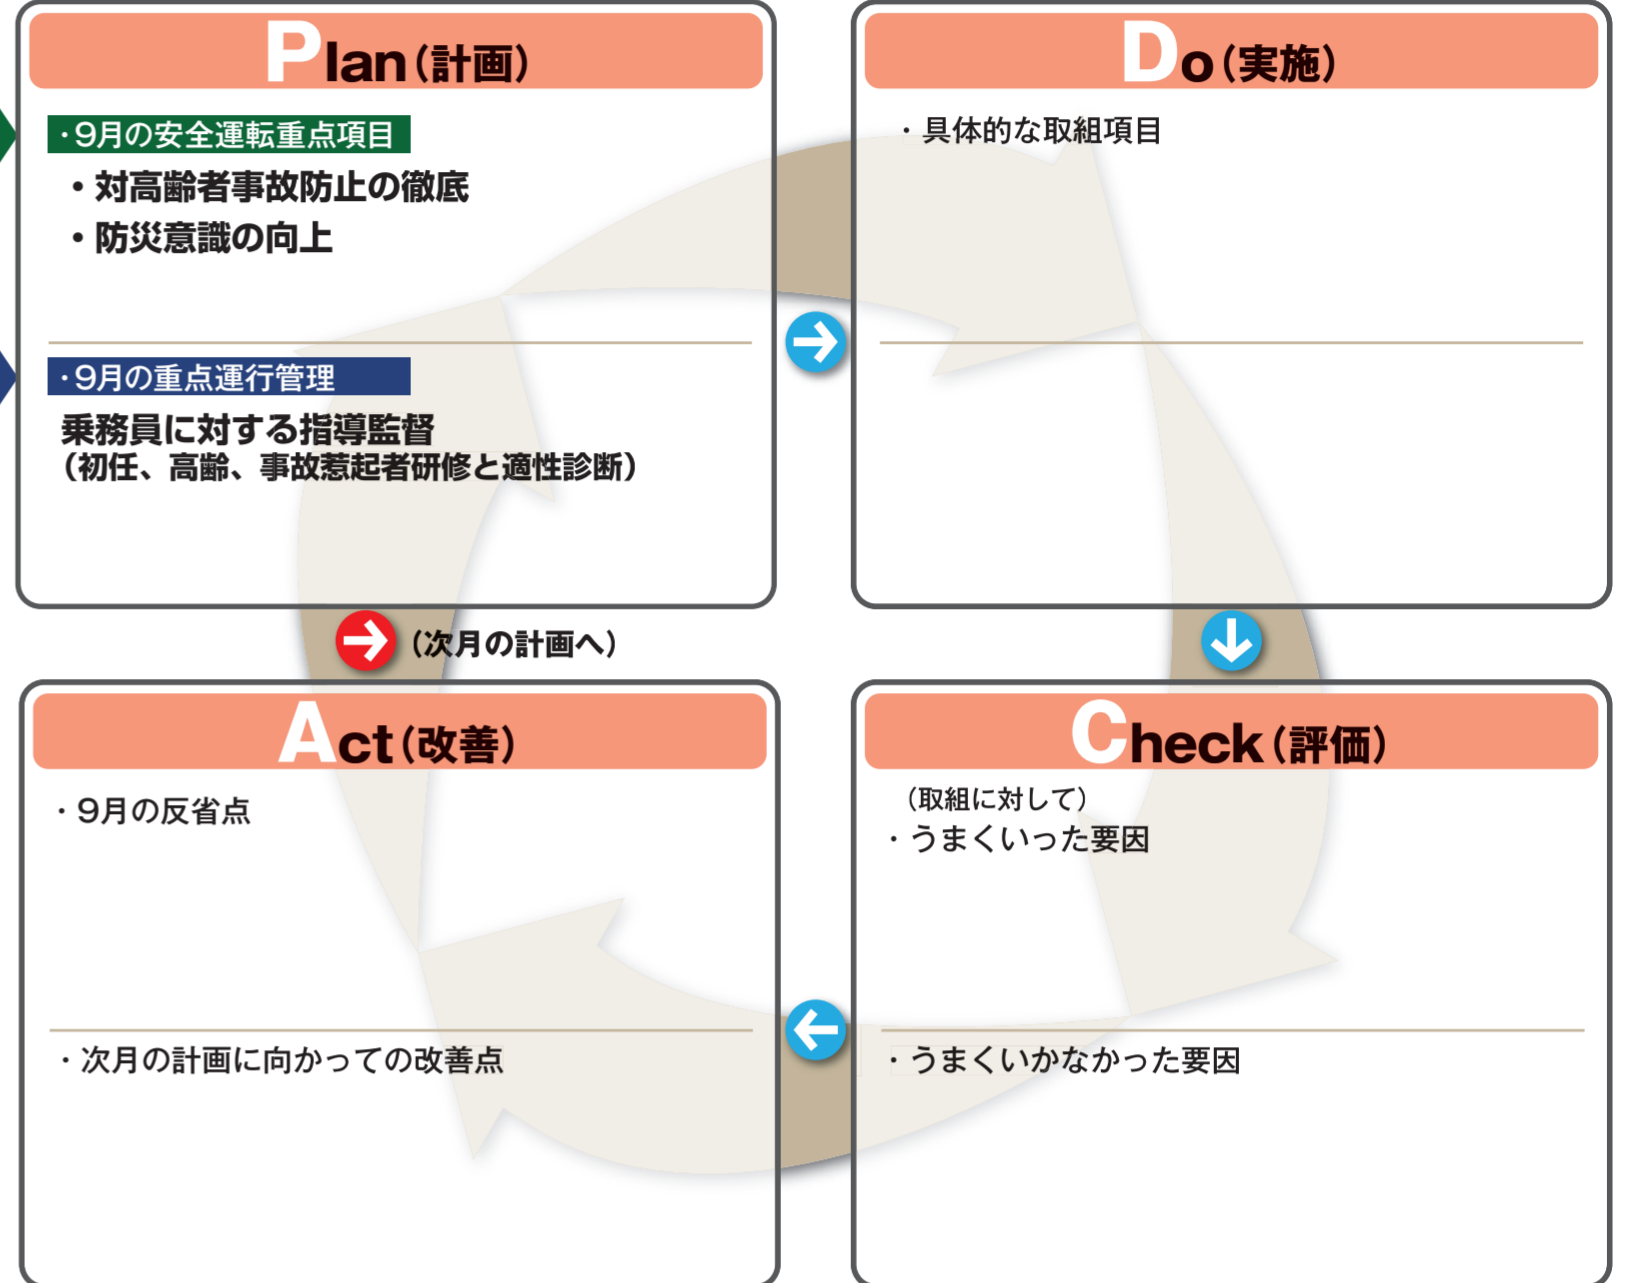 Plan（計画）
・9月の安全運転重点項目
・対高齢者事故防止の徹底
・防災意識の向上
・9月の重点運行管理
乗務員に対する指導監督
（初任、高齢、事故惹起者研修と適性診断）
Do（実施）
・具体的な取組項目
（次月の計画へ）
Act（改善）
・9月の反省点
・次月の計画に向かっての改善点
Check（評価）
（取組に対して）
・うまくいった要因
・うまくいかなかった要因